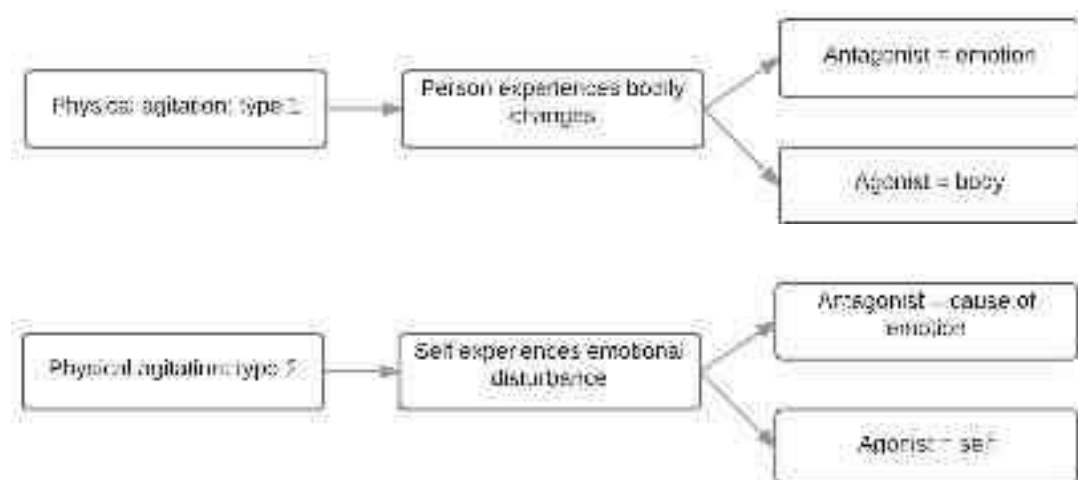 Physical agitation: type 1
Person experiences bodily
changes
Antagonist = emotion
Agonist = body
Physical agitation: type 2
Self experiences emotional
disturbance
Antagonist = cause of
emotion
Agonist = self